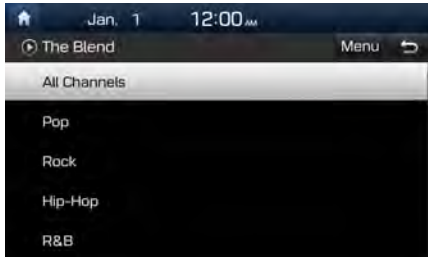 Jan. 1 12:00 AM
The Blend Menu
All Channels
Pop
Rock
Hip-Hop
R&B